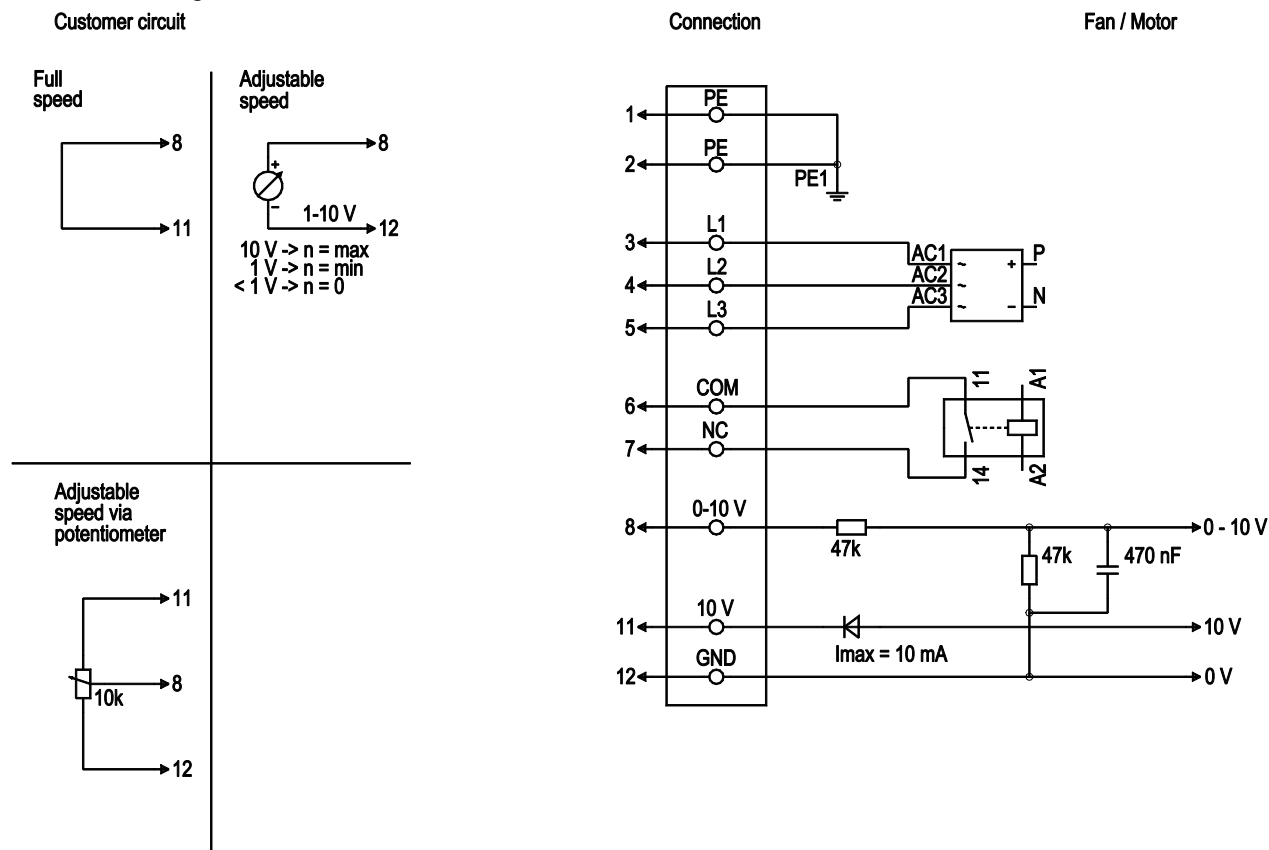 Customer circuit
Connection
Fan / Motor
Full
speed
8
11
Adjustable
speed
8
+
−
1-10 V
12
10 V -> n = max
1 V -> n = min
< 1 V -> n = 0
Adjustable
speed via
potentiometer
11
8
10k
12
1
PE
2
PE
PE1
3
L1
4
L2
5
L3
AC1
AC2
AC3
~
~
~
+
−
P
N
6
COM
7
NC
11
14
A1
A2
8
0-10 V
47k
47k
470 nF
0 - 10 V
11
10 V
Imax = 10 mA
10 V
12
GND
0 V